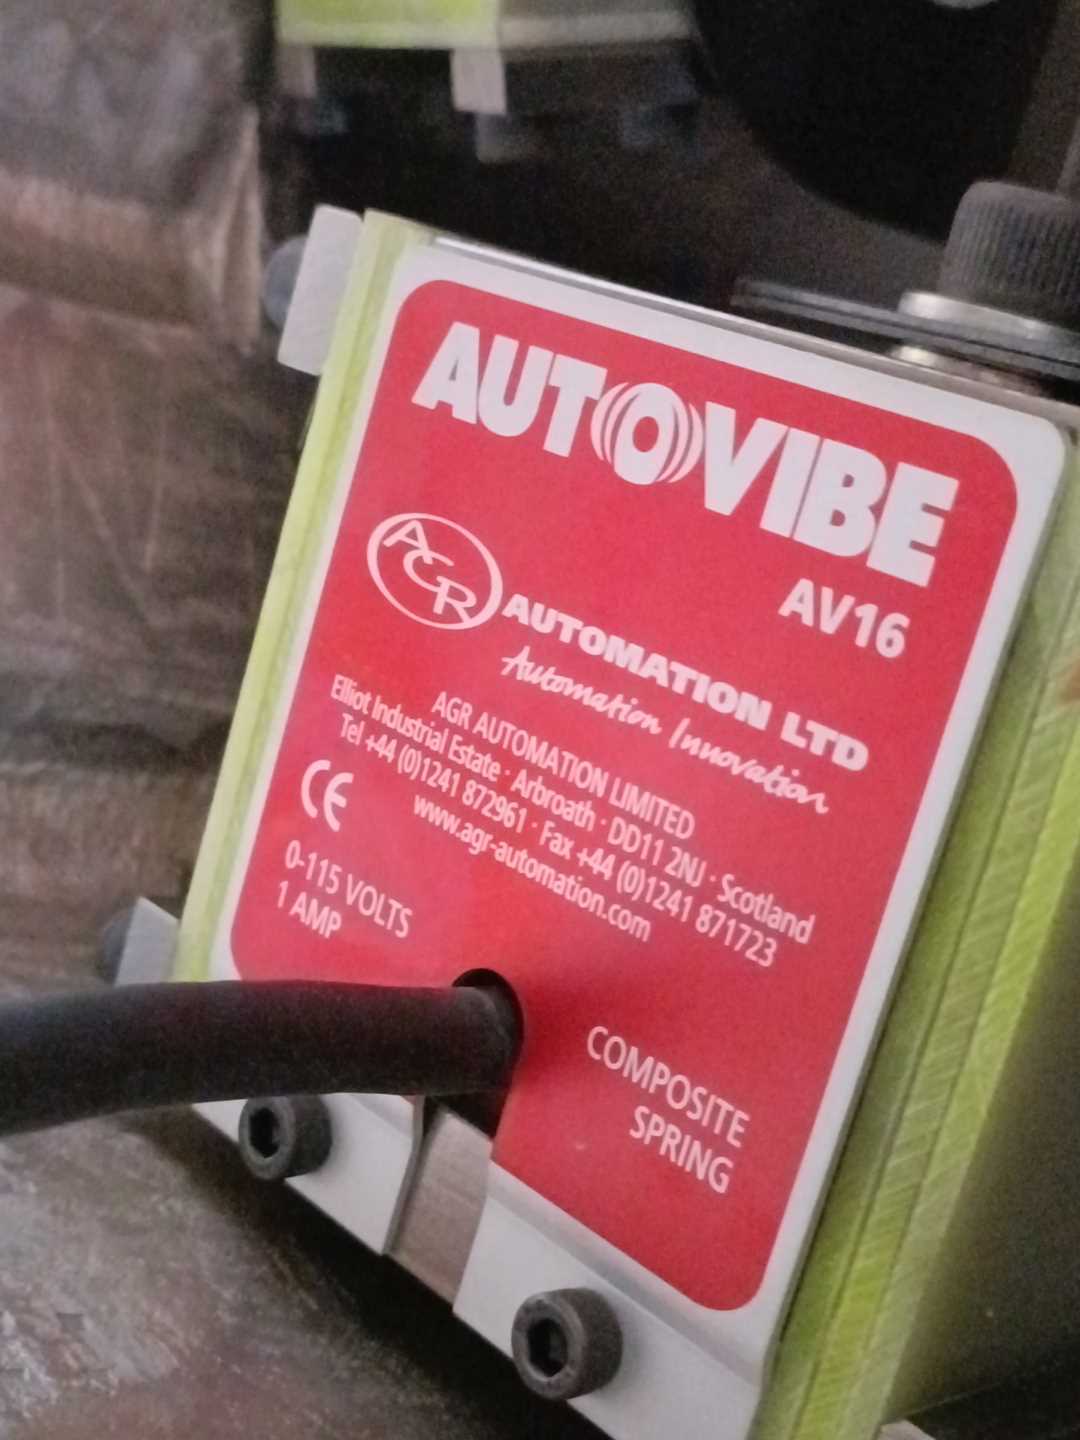 AUTOVIBE
AV16
AGR
AUTOMATION LTD
Automation Innovation
AGR AUTOMATION LIMITED
Elliot Industrial Estate · Arbroath · DD11 2NJ · Scotland
Tel +44 (0)1241 872961 · Fax +44 (0)1241 871723
www.agr-automation.com
CE
0-115 VOLTS
1 AMP
COMPOSITE
SPRING